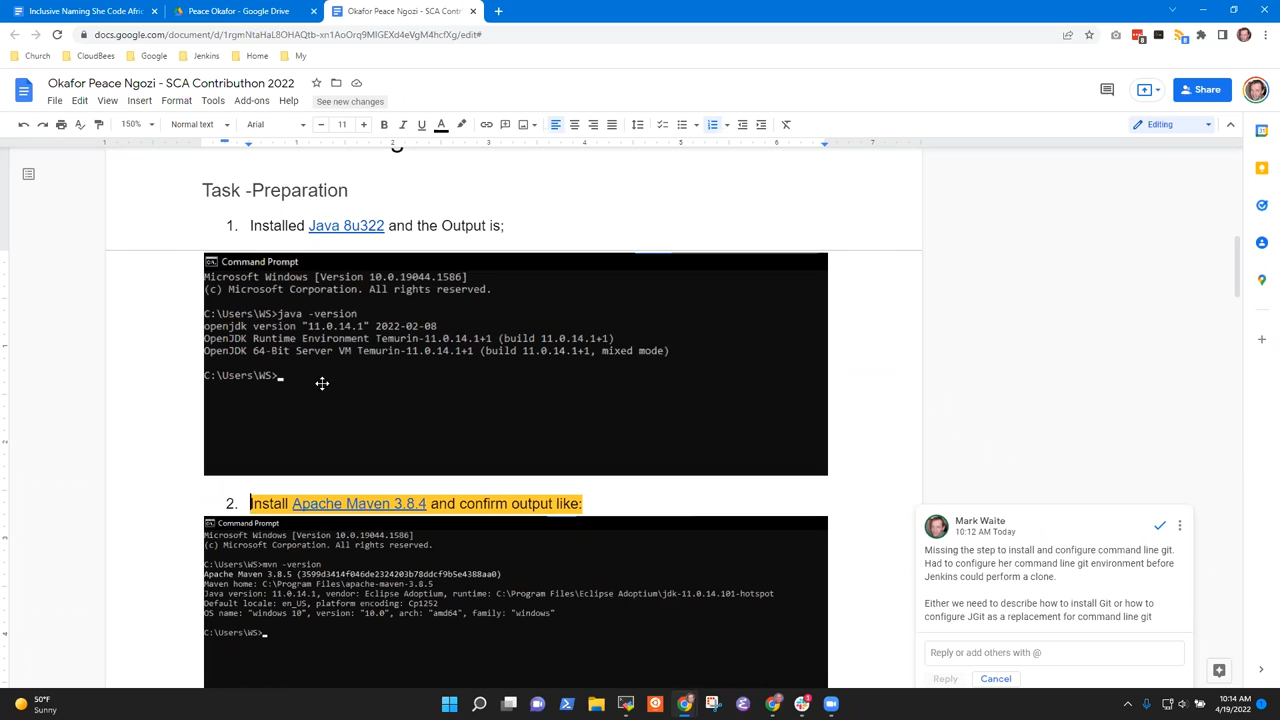 Inclusive Naming She Code Afric
Peace Okafor - Google Drive
Okafor Peace Ngozi - SCA Contri
docs.google.com/document/d/1rgmNtaHaL8OHAQtb-xn1AoOrq9MlGEXd4eVgM4hcfXg/edit#
Church
CloudBees
Google
Jenkins
Home
My
Okafor Peace Ngozi - SCA Contributhon 2022
File Edit View Insert Format Tools Add-ons Help See new changes
Share
150% Normal text Arial 11 Editing
1 1 2 3 4 5 6 7
Task -Preparation
1. Installed Java 8u322 and the Output is;
Command Prompt
Microsoft Windows [Version 10.0.19044.1586]
(c) Microsoft Corporation. All rights reserved.
C:\Users\WS>java -version
openjdk version "11.0.14.1" 2022-02-08
OpenJDK Runtime Environment Temurin-11.0.14.1+1 (build 11.0.14.1+1)
OpenJDK 64-Bit Server VM Temurin-11.0.14.1+1 (build 11.0.14.1+1, mixed mode)
C:\Users\WS>
2. Install Apache Maven 3.8.4 and confirm output like:
Command Prompt
Microsoft Windows [Version 10.0.19044.1586]
(c) Microsoft Corporation. All rights reserved.
C:\Users\WS>mvn -version
Apache Maven 3.8.5 (3599d3414f046de2324203b78ddcf9b5e4388aa0)
Maven home: C:\Program Files\apache-maven-3.8.5
Java version: 11.0.14.1, vendor: Eclipse Adoptium, runtime: C:\Program Files\Eclipse Adoptium\jdk-11.0.14.101-hotspot
Default locale: en_US, platform encoding: Cp1252
OS name: "windows 10", version: "10.0", arch: "amd64", family: "windows"
C:\Users\WS>
Mark Waite
10:12 AM Today
Missing the step to install and configure command line git.
Had to configure her command line git environment before
Jenkins could perform a clone.
Either we need to describe how to install Git or how to
configure JGit as a replacement for command line git
Reply or add others with @
Reply Cancel
50°F
Sunny
10:14 AM
4/19/2022